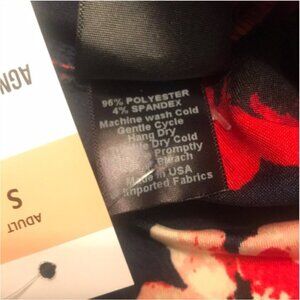 96% POLYESTER
4% SPANDEX
Machine wash Cold
Gentle Cycle
Hang Dry
Dry Cold
Promptly
Bleach
Made in USA
Imported Fabrics
AGN
ADULT
S